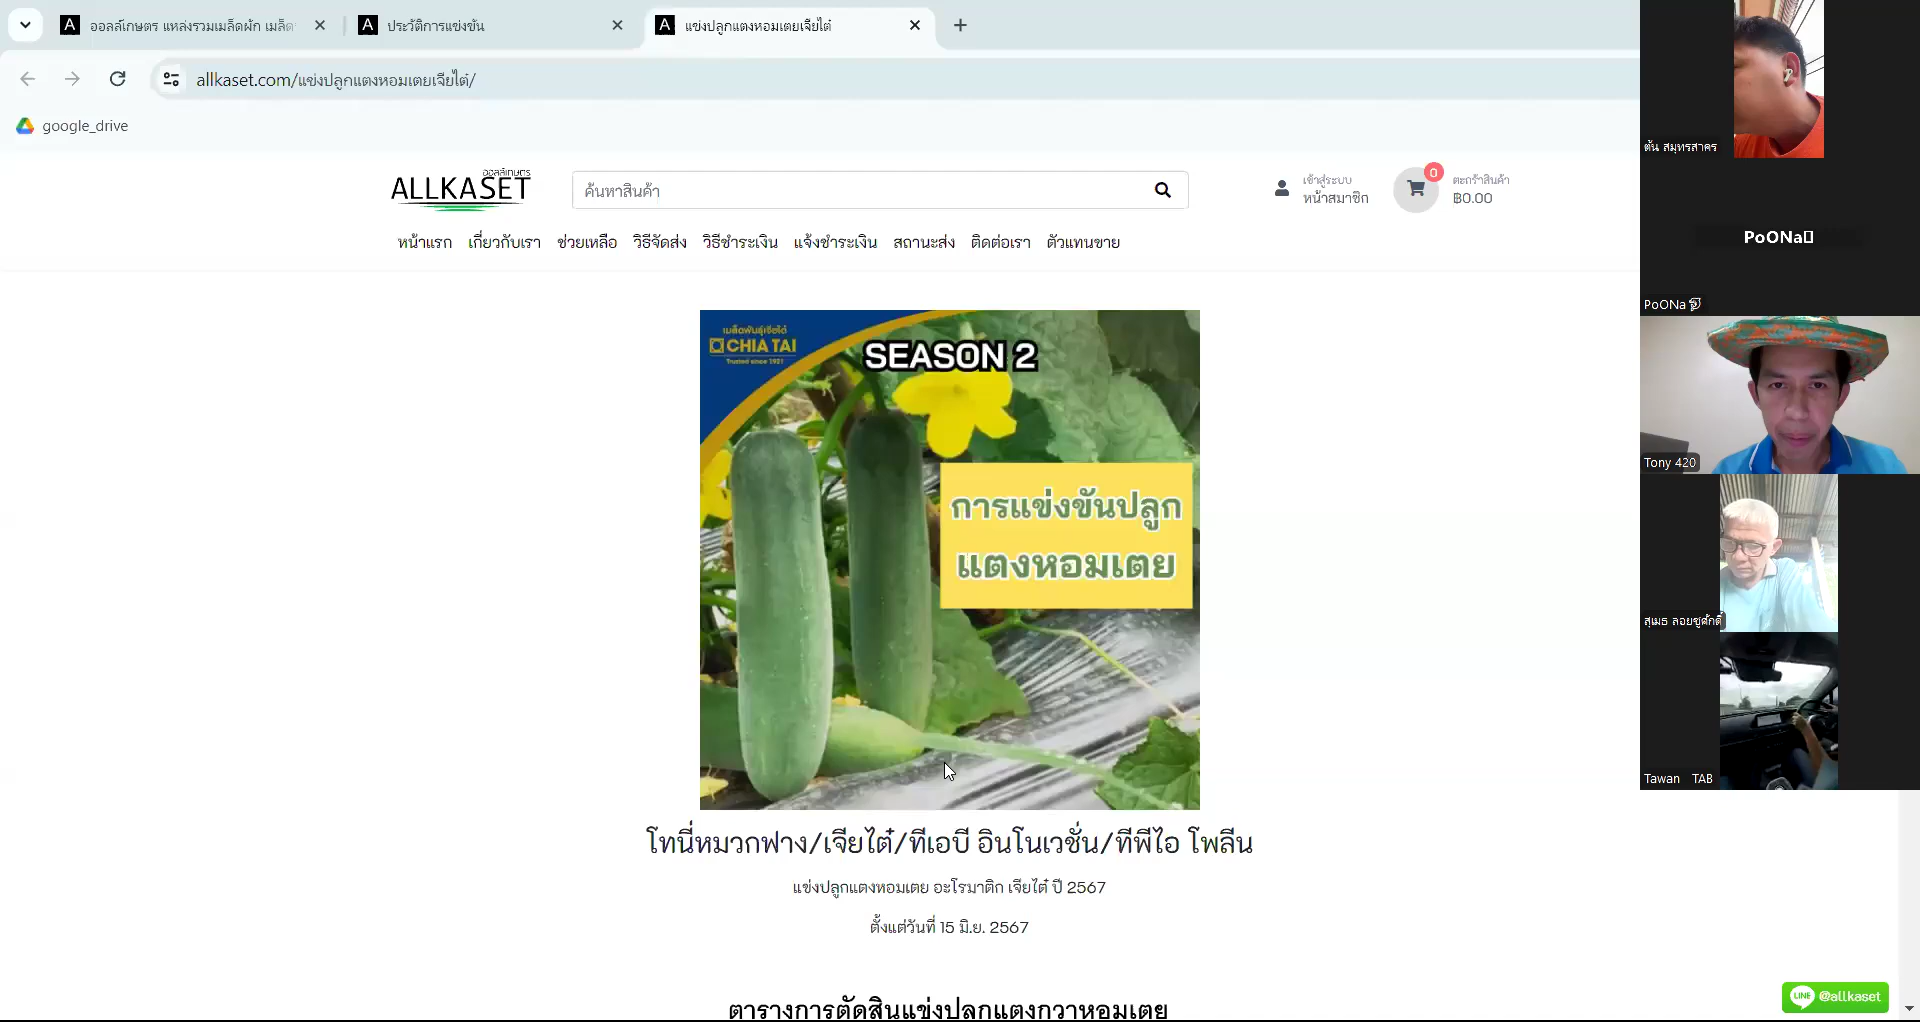 ออลล์เกษตร แหล่งรวมเมล็ดผัก เมล็ด
ประวัติการแข่งขัน
แข่งปลูกแตงหอมเตยเจียไต๋
allkaset.com/แข่งปลูกแตงหอมเตยเจียไต๋/
google_drive
ออลล์เกษตร
ALLKASET
ค้นหาสินค้า
เข้าสู่ระบบ
หน้าสมาชิก
0
ตะกร้าสินค้า
฿0.00
หน้าแรก เกี่ยวกับเรา ช่วยเหลือ วิธีจัดส่ง วิธีชำระเงิน แจ้งชำระเงิน สถานะส่ง ติดต่อเรา ตัวแทนขาย
เมล็ดพันธุ์เจียไต๋
CHIA TAI
Trusted since 1921
SEASON 2
การแข่งขันปลูก
แตงหอมเตย
โทนี่หมวกฟาง/เจียไต๋/ทีเอบี อินโนเวชั่น/ทีพีไอ โพลีน
แข่งปลูกแตงหอมเตย อะโรมาติก เจียไต๋ ปี 2567
ตั้งแต่วันที่ 15 มิ.ย. 2567
ตารางการตัดสินแข่งปลูกแตงกวาหอมเตย
ต้น สมุทรสาคร
PoONa
PoONa
Tony 420
สุเมธ ลอยชูศักดิ์
Tawan TAB
LINE @allkaset